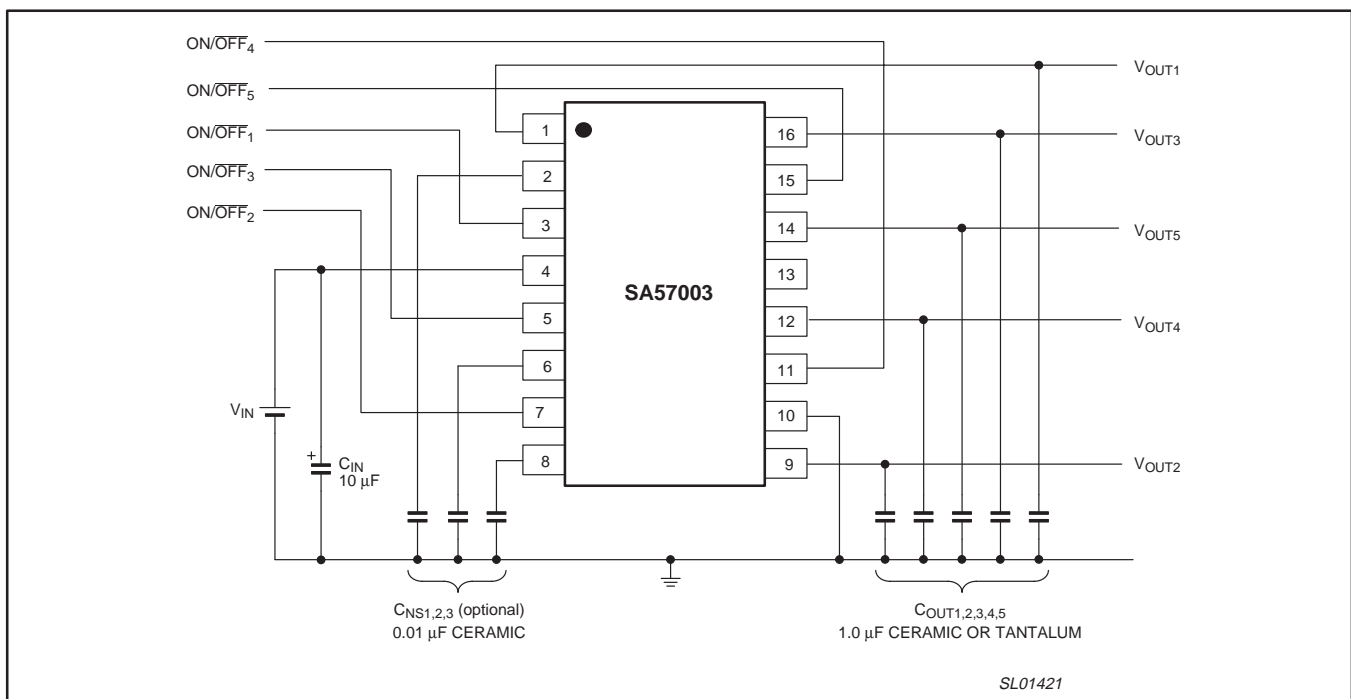 ON/OFF4
ON/OFF5
ON/OFF1
ON/OFF3
ON/OFF2
VIN
+
CIN
10 μF
1
2
3
4
5
6
7
8
SA57003
16
15
14
13
12
11
10
9
VOUT1
VOUT3
VOUT5
VOUT4
VOUT2
CNS1,2,3 (optional)
0.01 μF CERAMIC
COUT1,2,3,4,5
1.0 μF CERAMIC OR TANTALUM
SL01421